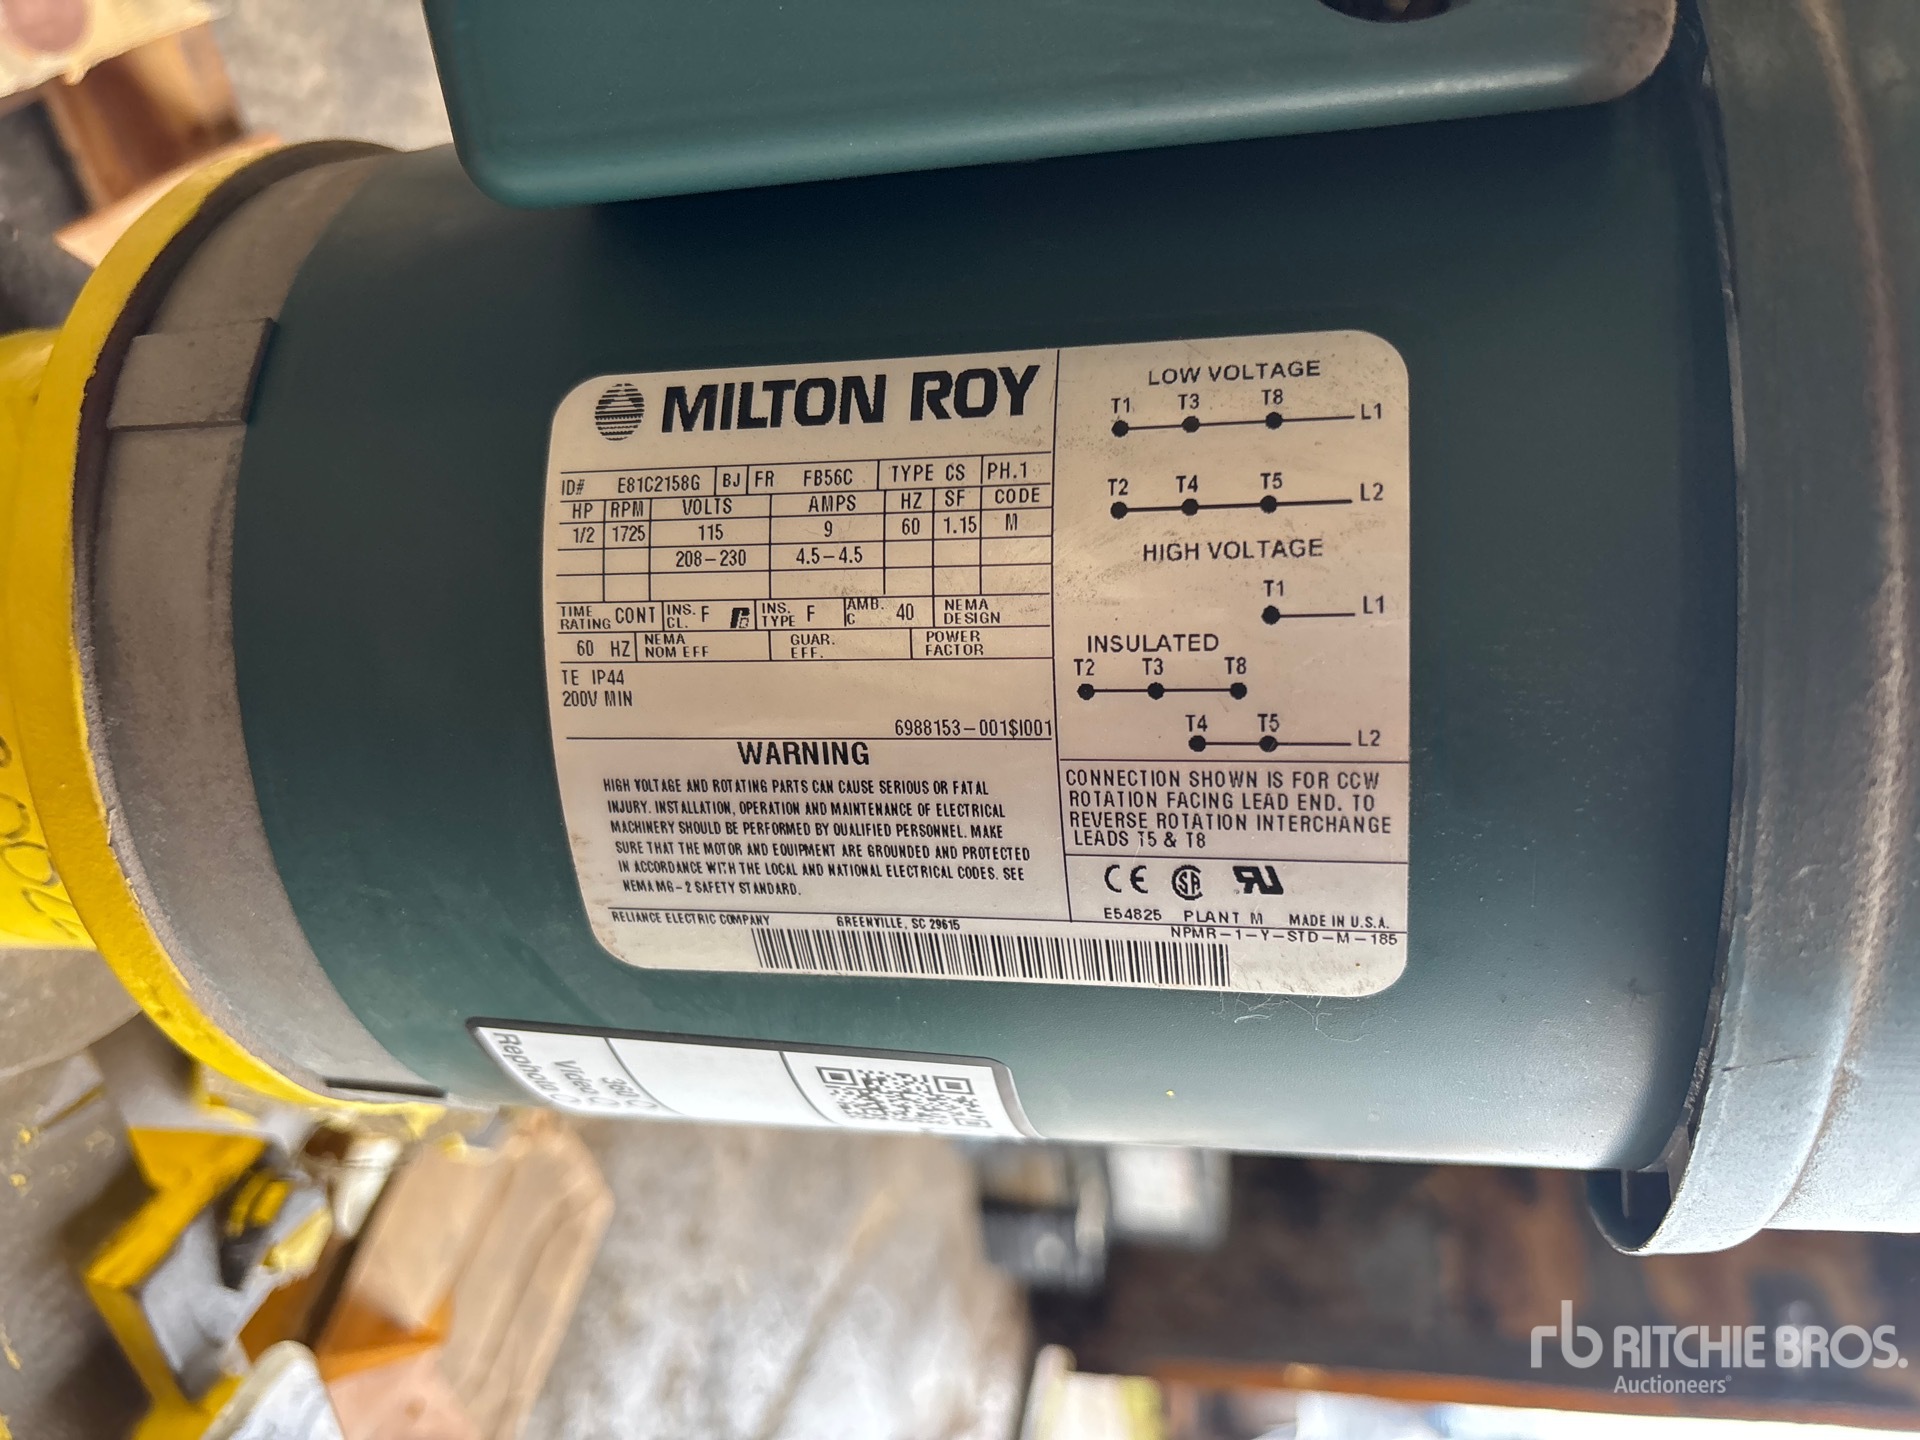 MILTON ROY
ID# E81C2158G BJ FR FB56C TYPE CS PH.1
HP RPM VOLTS AMPS HZ SF CODE
1/2 1725 115 9 60 1.15 M
208-230 4.5-4.5
TIME RATING CONT INS. CL. F INS. TYPE F AMB. C 40 NEMA DESIGN
60 HZ NEMA NOM EFF GUAR. EFF. POWER FACTOR
TE IP44
200V MIN
6988153-001$I001
WARNING
HIGH VOLTAGE AND ROTATING PARTS CAN CAUSE SERIOUS OR FATAL
INJURY. INSTALLATION, OPERATION AND MAINTENANCE OF ELECTRICAL
MACHINERY SHOULD BE PERFORMED BY QUALIFIED PERSONNEL. MAKE
SURE THAT THE MOTOR AND EQUIPMENT ARE GROUNDED AND PROTECTED
IN ACCORDANCE WITH THE LOCAL AND NATIONAL ELECTRICAL CODES. SEE
NEMA MG-2 SAFETY STANDARD.
RELIANCE ELECTRIC COMPANY GREENVILLE, SC 29615
LOW VOLTAGE
T1 T3 T8 L1
T2 T4 T5 L2
HIGH VOLTAGE
T1 L1
INSULATED
T2 T3 T8
T4 T5 L2
CONNECTION SHOWN IS FOR CCW
ROTATION FACING LEAD END. TO
REVERSE ROTATION INTERCHANGE
LEADS T5 & T8
CE SA RU
E54825 PLANT M MADE IN U.S.A.
NPMR-1-Y-STD-M-185
rb RITCHIE BROS.
Auctioneers